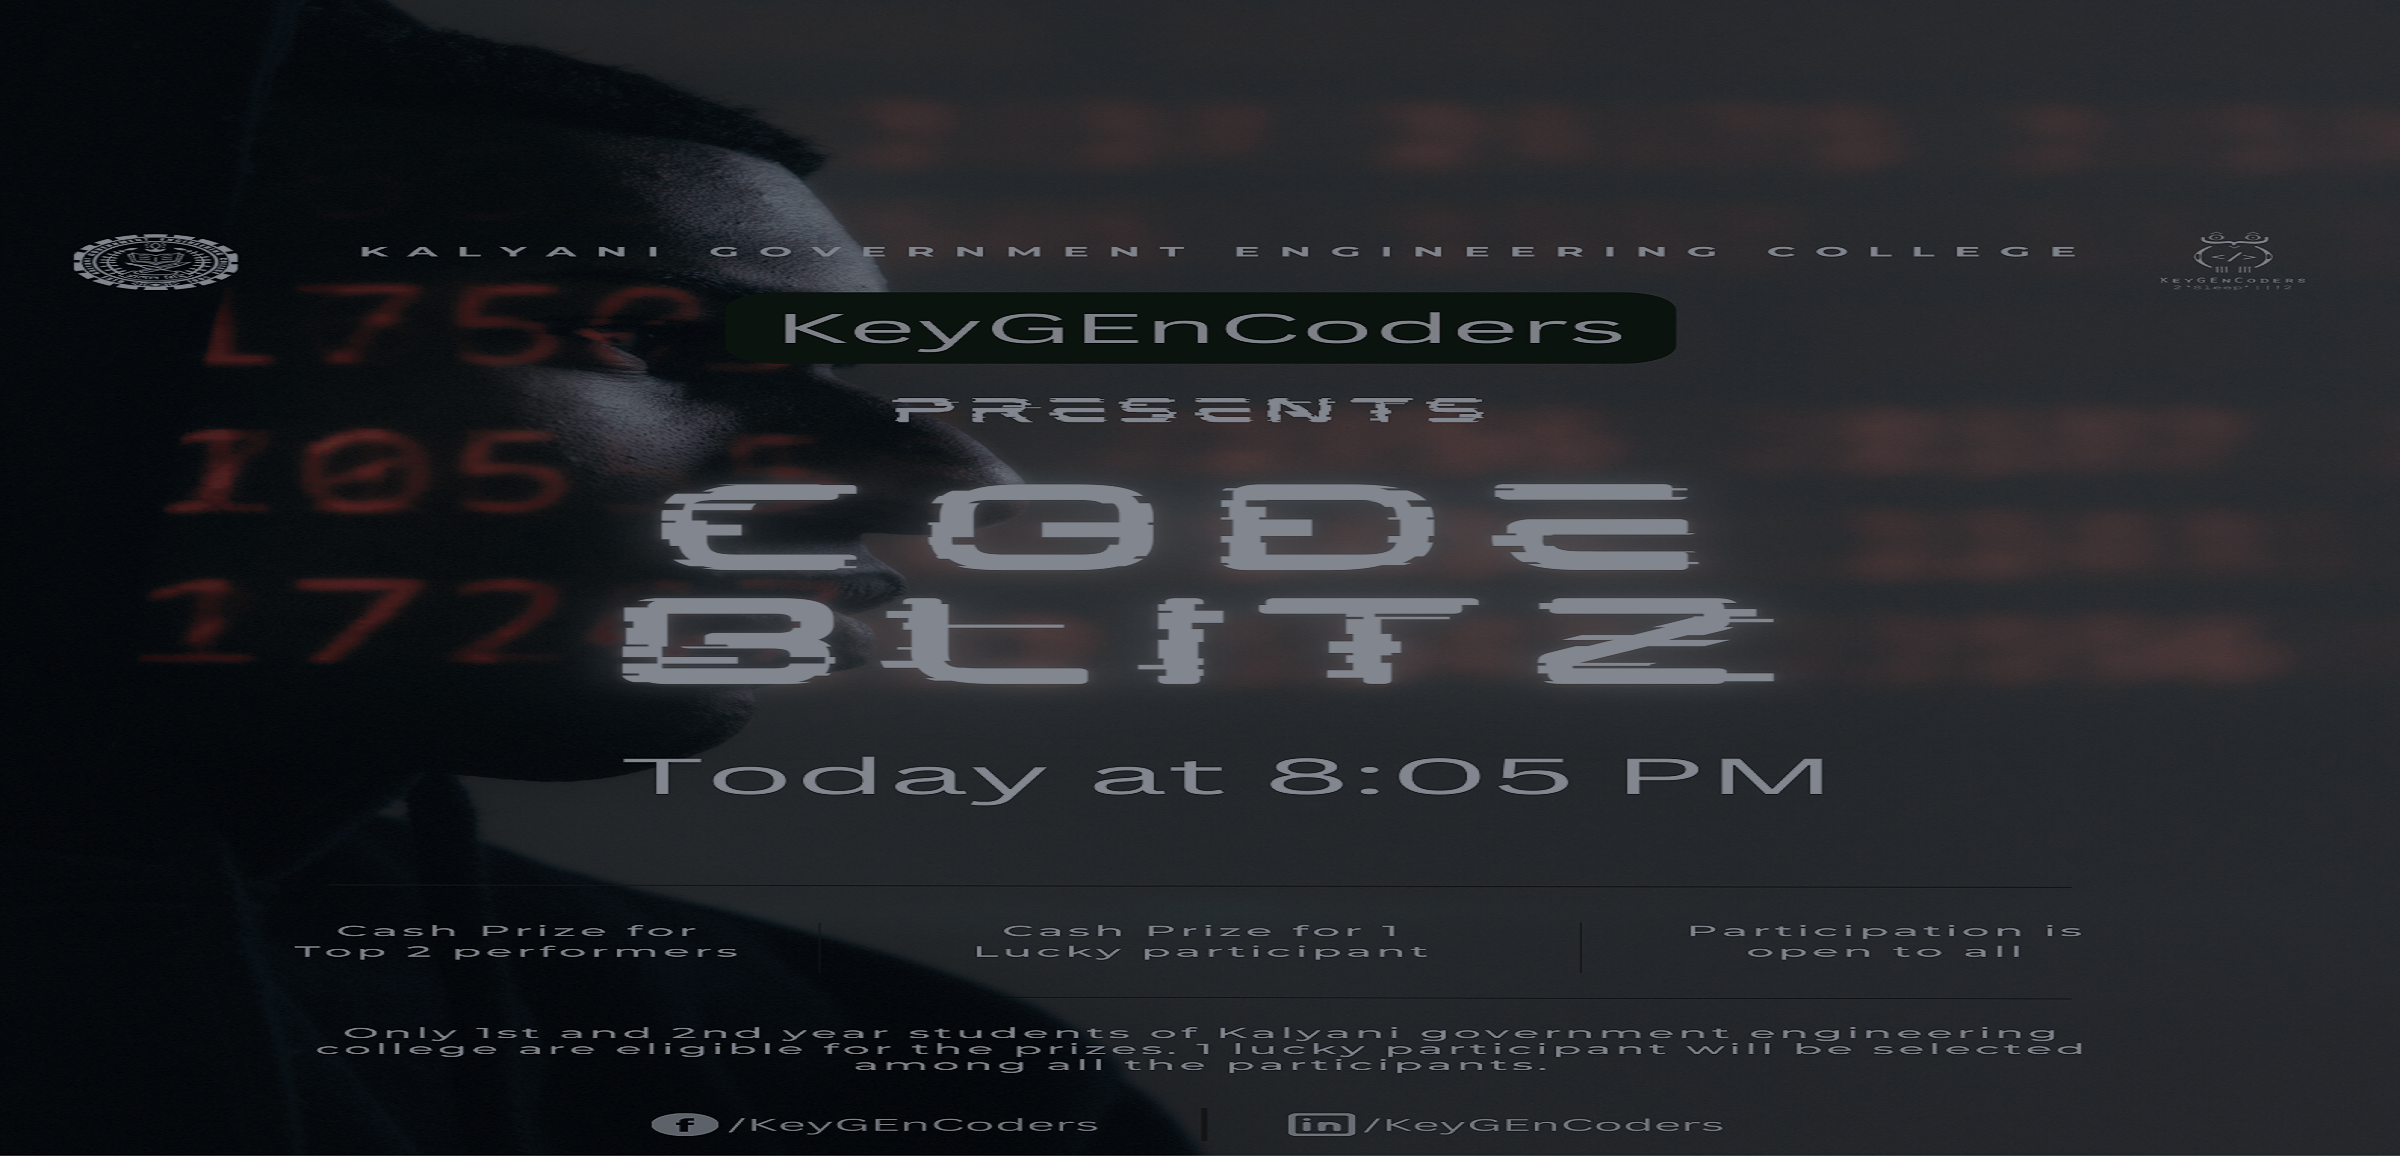 KALYANI GOVERNMENT ENGINEERING COLLEGE
KEYGENCODERS
KeyGEnCoders
PRESENTS
CODE
BLITZ
Today at 8:05 PM
Cash Prize for
Top 2 performers
Cash Prize for 1
Lucky participant
Participation is
open to all
Only 1st and 2nd year students of Kalyani government engineering
college are eligible for the prizes. 1 lucky participant will be selected
among all the participants.
/KeyGEnCoders
/KeyGEnCoders